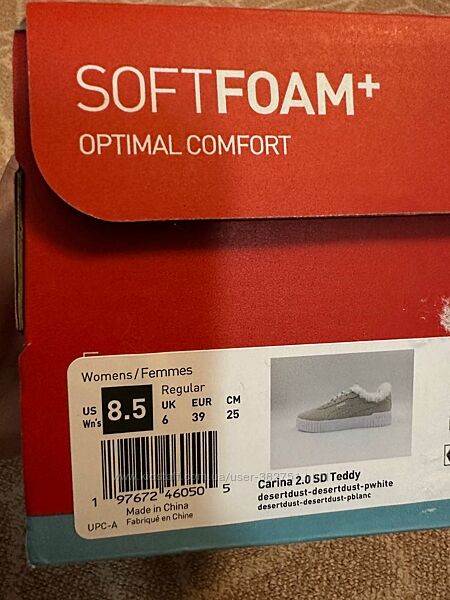 SOFTFOAM+
OPTIMAL COMFORT
Womens/Femmes
Regular
US UK EUR CM
Wn's 8.5 6 39 25
1 97672 46050 5
UPC-A
Made in China
Fabriqué en Chine
Carina 2.0 SD Teddy
desertdust-desertdust-pwhite
desertdust-desertdust-pblanc